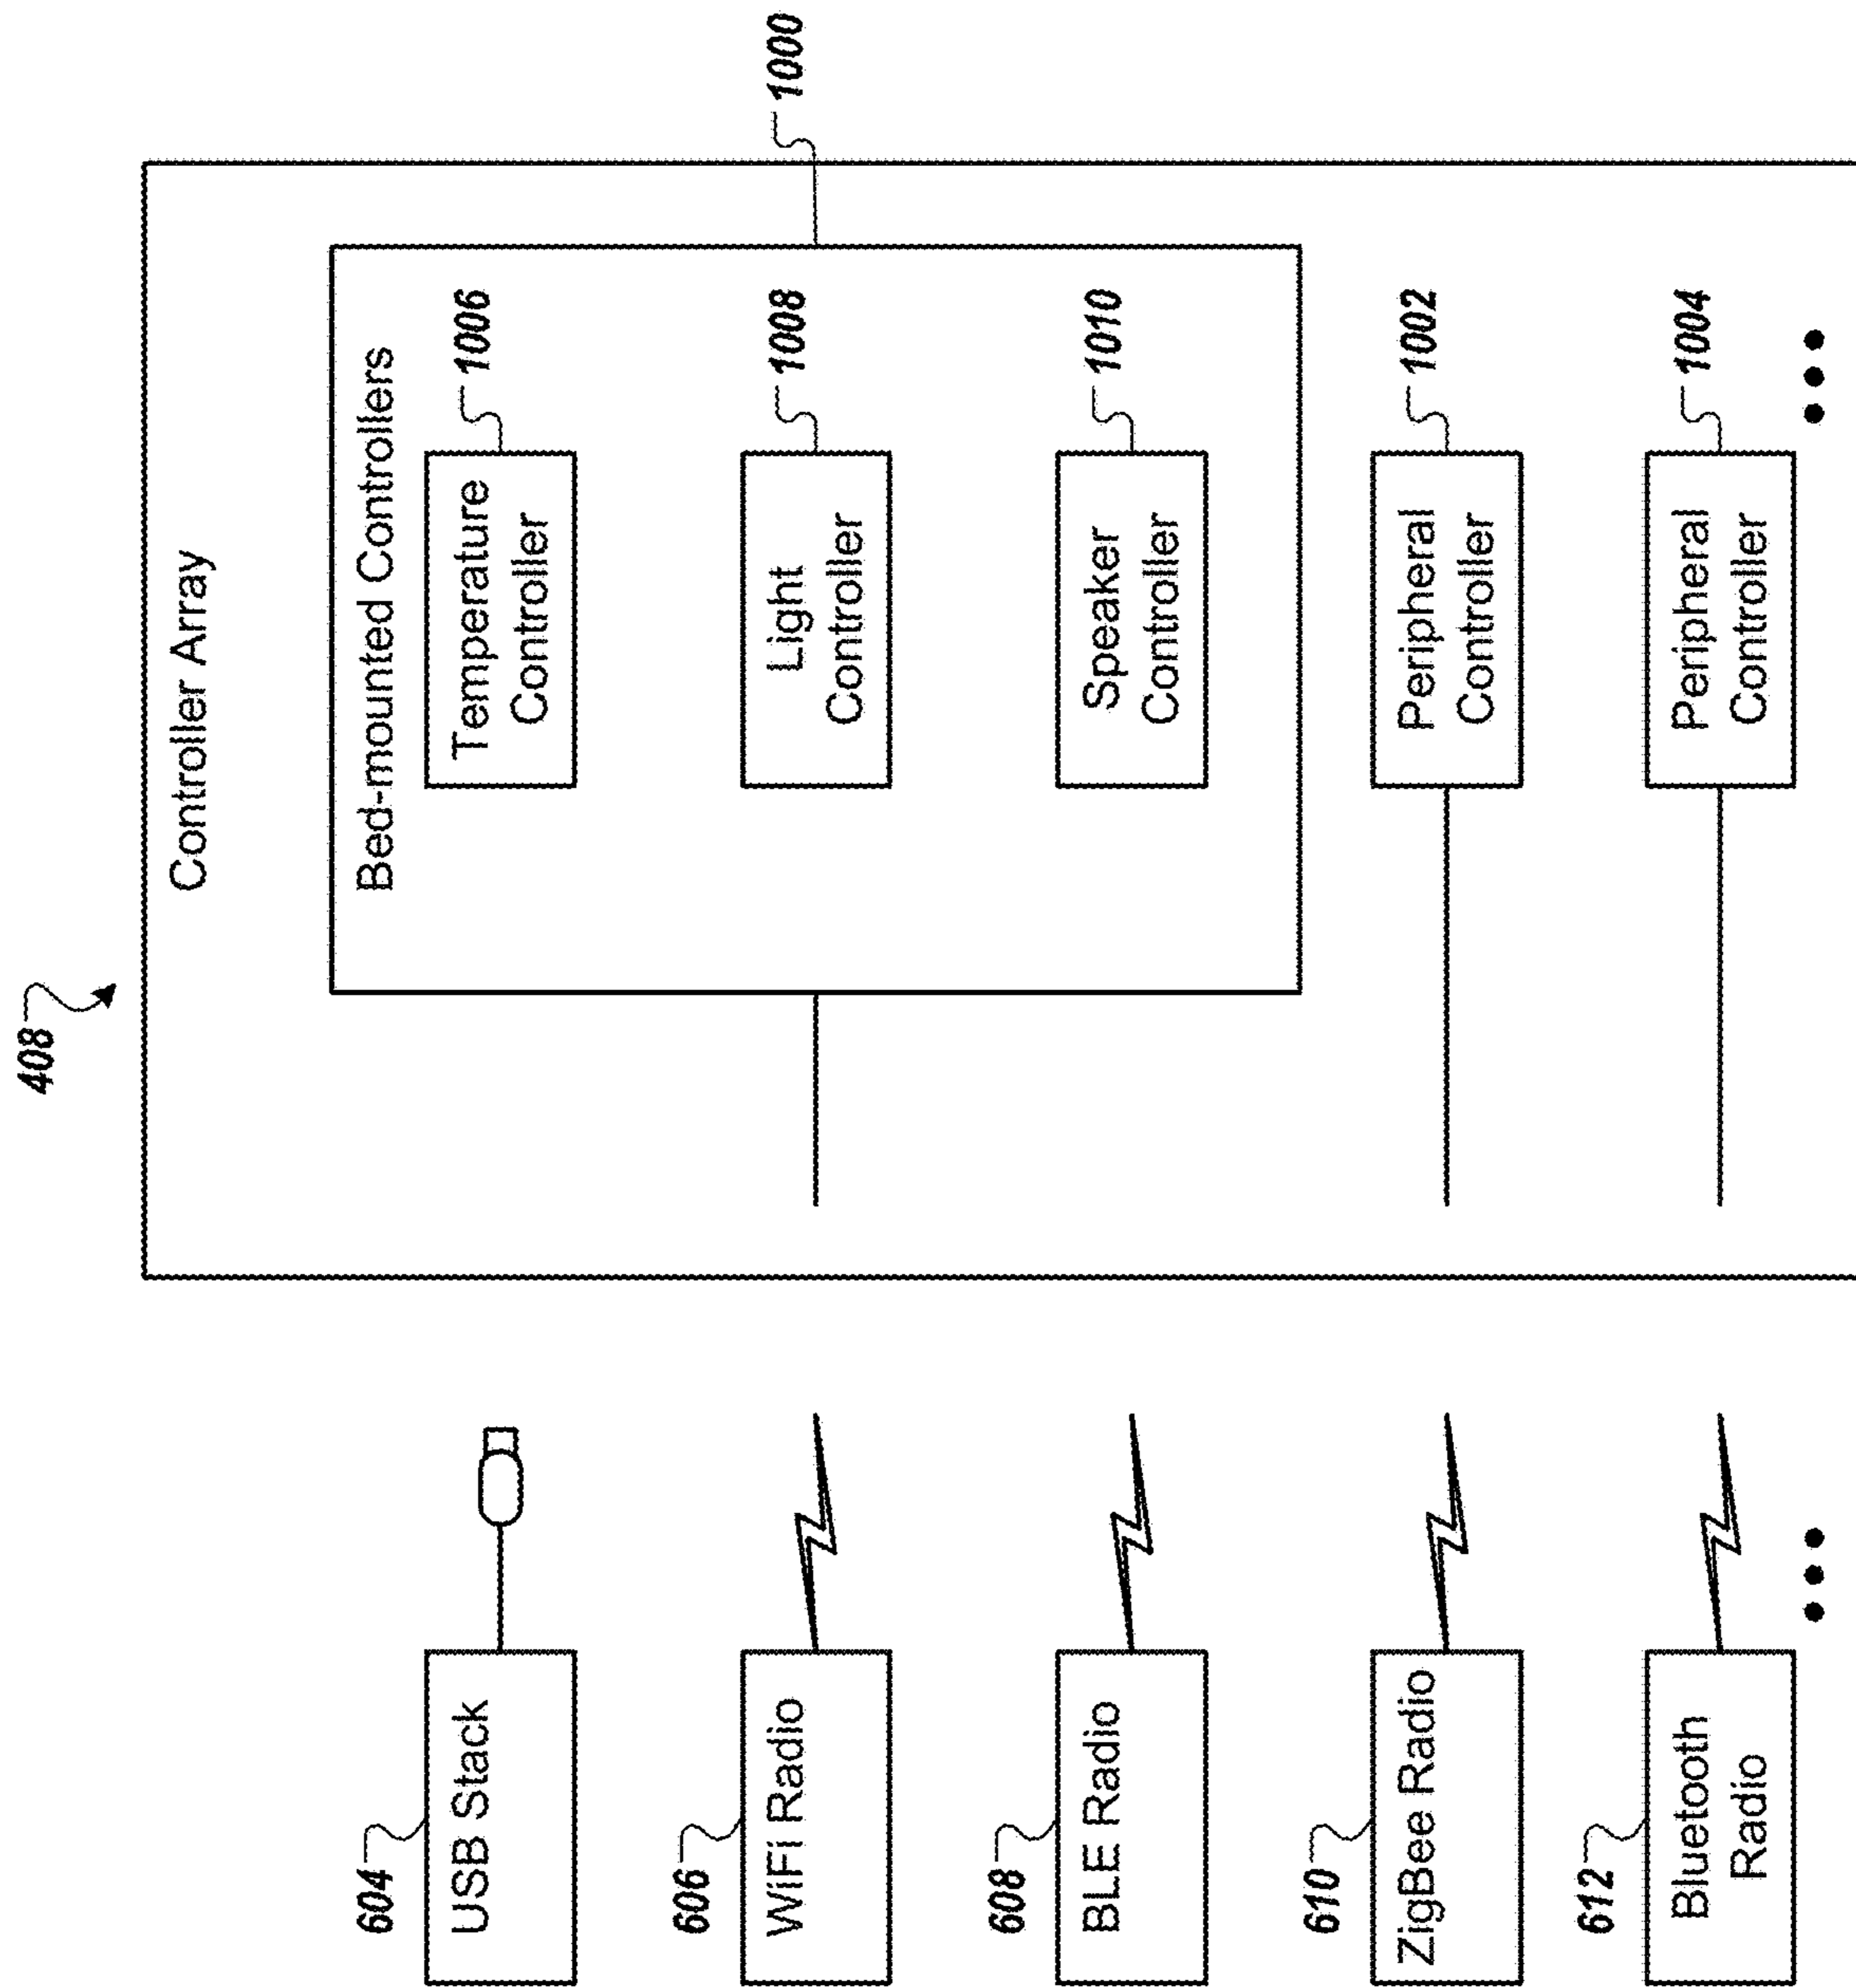 408
Controller Array
1000
Bed-mounted Controllers
604
USB Stack
Temperature
Controller
1006
606
WiFi Radio
Light
Controller
1008
608
BLE Radio
Speaker
Controller
1010
610
ZigBee Radio
Peripheral
Controller
1002
612
Bluetooth
Radio
Peripheral
Controller
1004